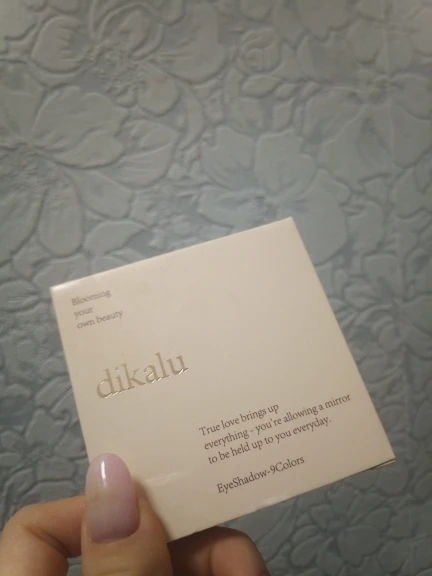 Blooming
your
own beauty
dikalu
True love brings up
everything - you're allowing a mirror
to be held up to you everyday.
EyeShadow-9Colors